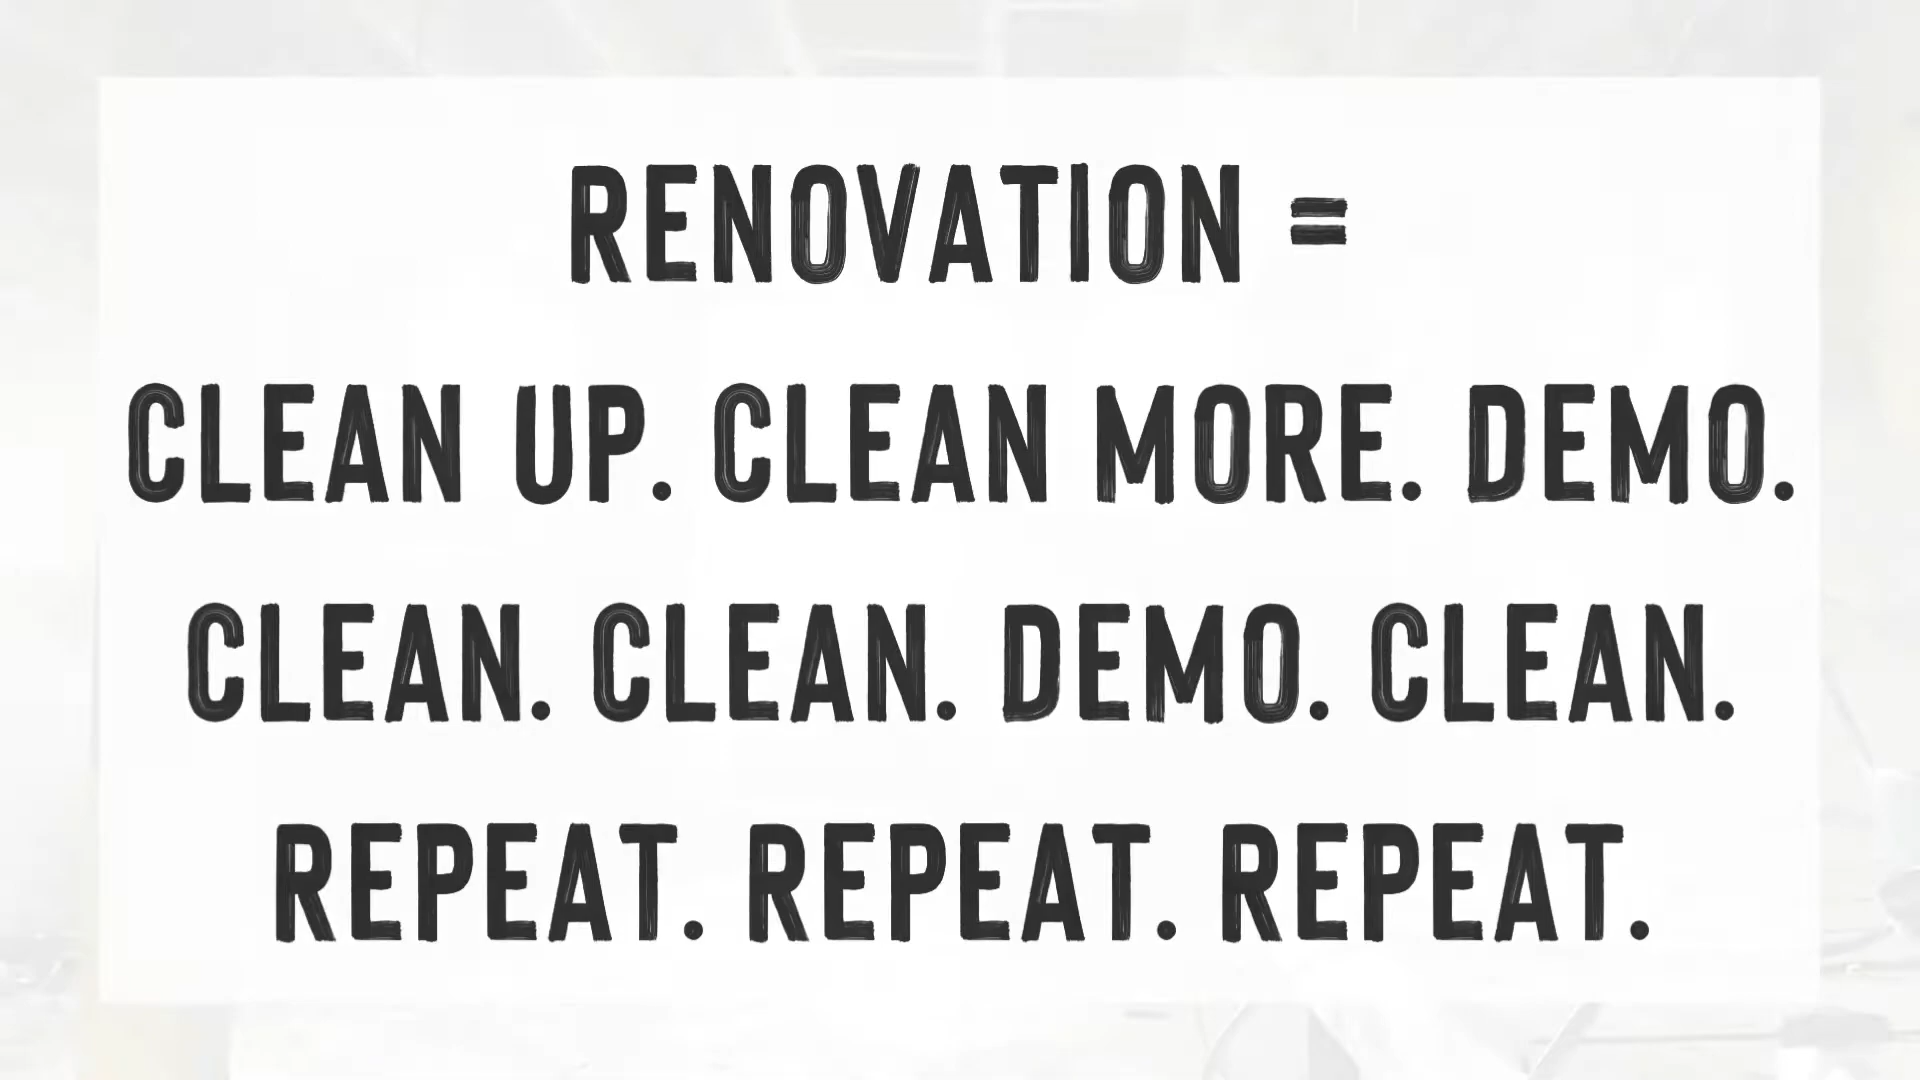 RENOVATION =
CLEAN UP. CLEAN MORE. DEMO.
CLEAN. CLEAN. DEMO. CLEAN.
REPEAT. REPEAT. REPEAT.